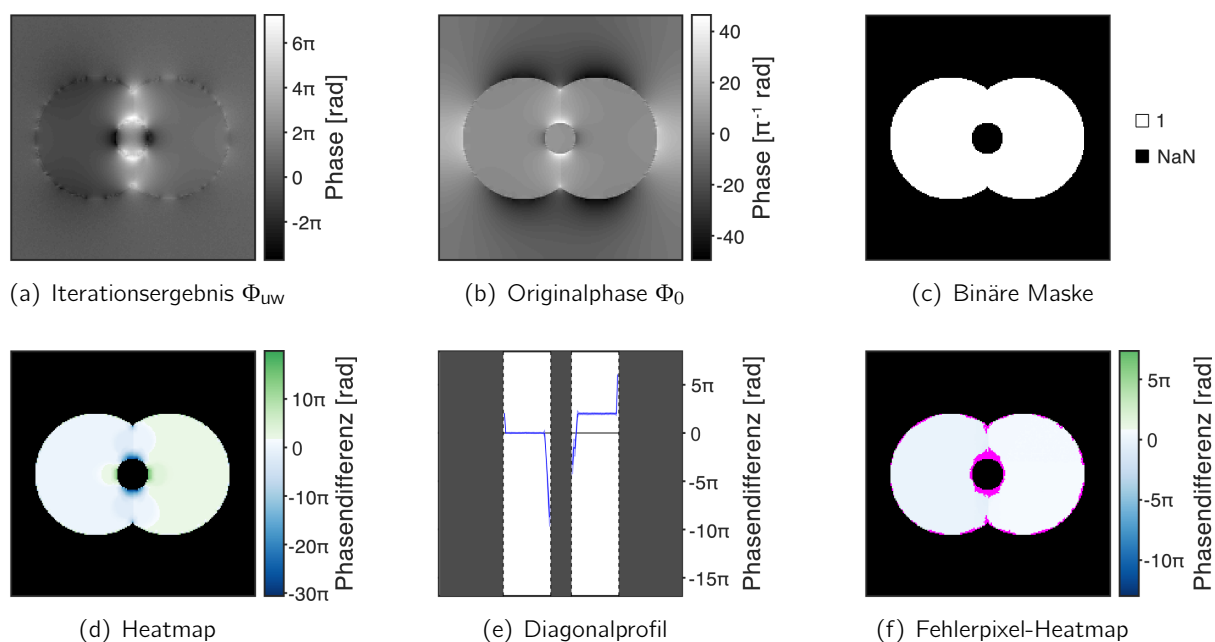 6π
4π
2π
0
-2π
Phase [rad]
(a) Iterationsergebnis Φuw
40
20
0
-20
-40
Phase [π⁻¹ rad]
(b) Originalphase Φ0
1
NaN
(c) Binäre Maske
10π
0
-10π
-20π
-30π
Phasendifferenz [rad]
(d) Heatmap
5π
0
-5π
-10π
-15π
Phasendifferenz [rad]
(e) Diagonalprofil
5π
0
-5π
-10π
Phasendifferenz [rad]
(f) Fehlerpixel-Heatmap